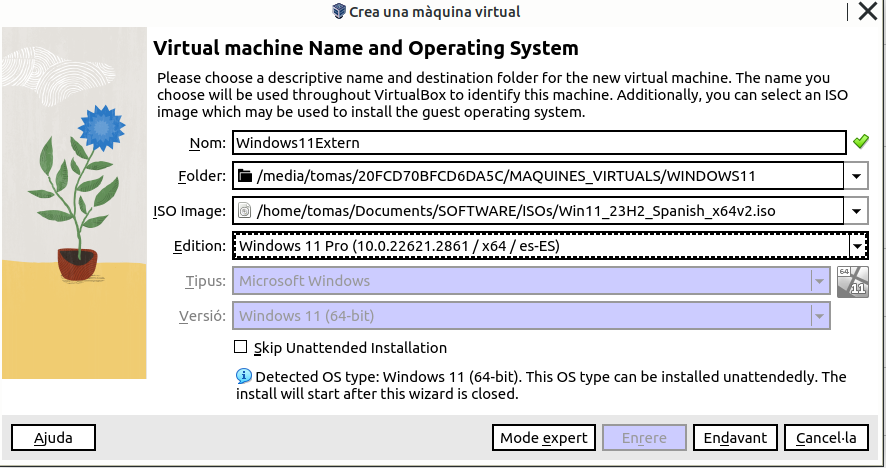 Crea una màquina virtual
Virtual machine Name and Operating System
Please choose a descriptive name and destination folder for the new virtual machine. The name you
choose will be used throughout VirtualBox to identify this machine. Additionally, you can select an ISO
image which may be used to install the guest operating system.
Nom: Windows11Extern
Folder: /media/tomas/20FCD70BFCD6DA5C/MAQUINES_VIRTUALS/WINDOWS11
ISO Image: /home/tomas/Documents/SOFTWARE/ISOs/Win11_23H2_Spanish_x64v2.iso
Edition: Windows 11 Pro (10.0.22621.2861 / x64 / es-ES)
Tipus: Microsoft Windows 64 11
Versió: Windows 11 (64-bit)
Skip Unattended Installation
Detected OS type: Windows 11 (64-bit). This OS type can be installed unattendedly. The
install will start after this wizard is closed.
Ajuda Mode expert Enrere Endavant Cancel·la